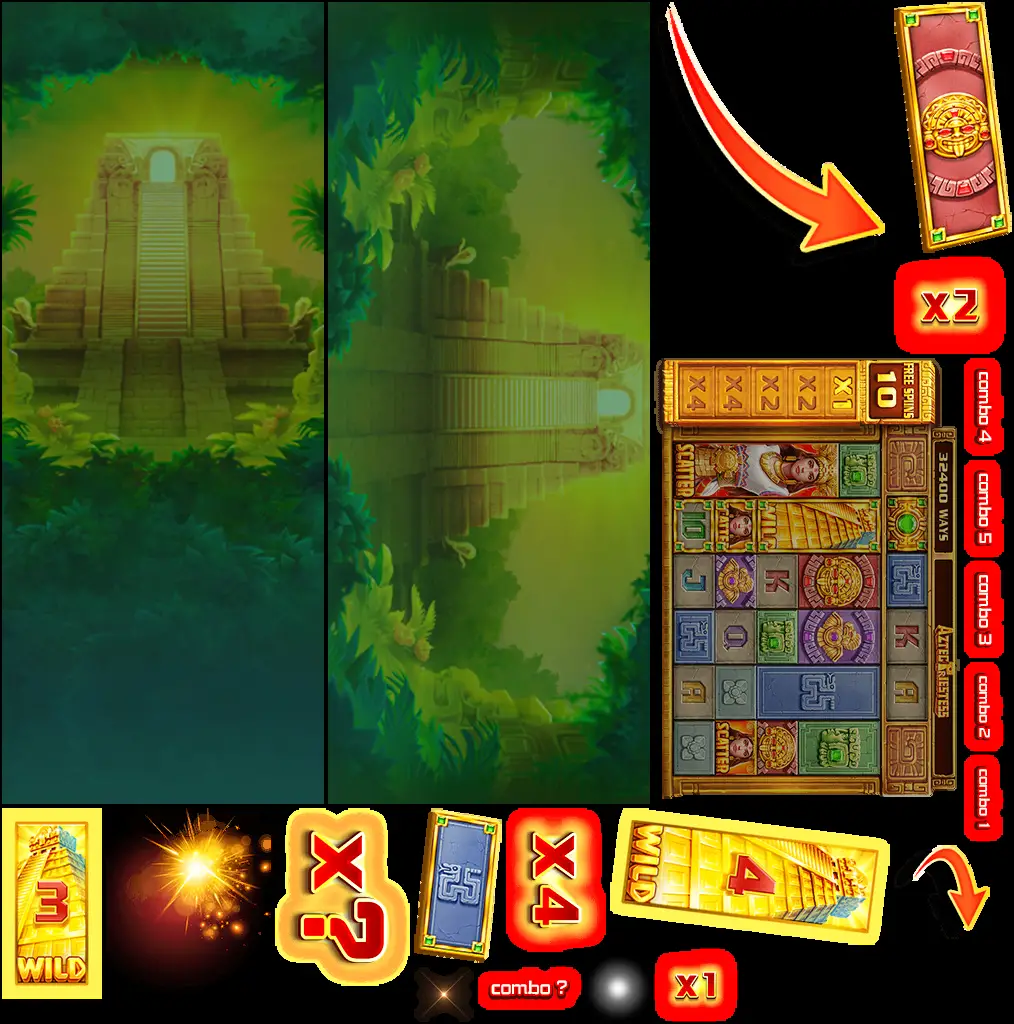 x2
FREE SPINS
10
x1
x2
x2
x4
x4
32400 WAYS
AZTEC PRIESTESS
SCATTER
WILD
10
J
K
Q
K
A
A
SCATTER
combo 4
combo 5
combo 3
combo 2
combo 1
3
WILD
x?
x4
WILD
4
combo ?
x1